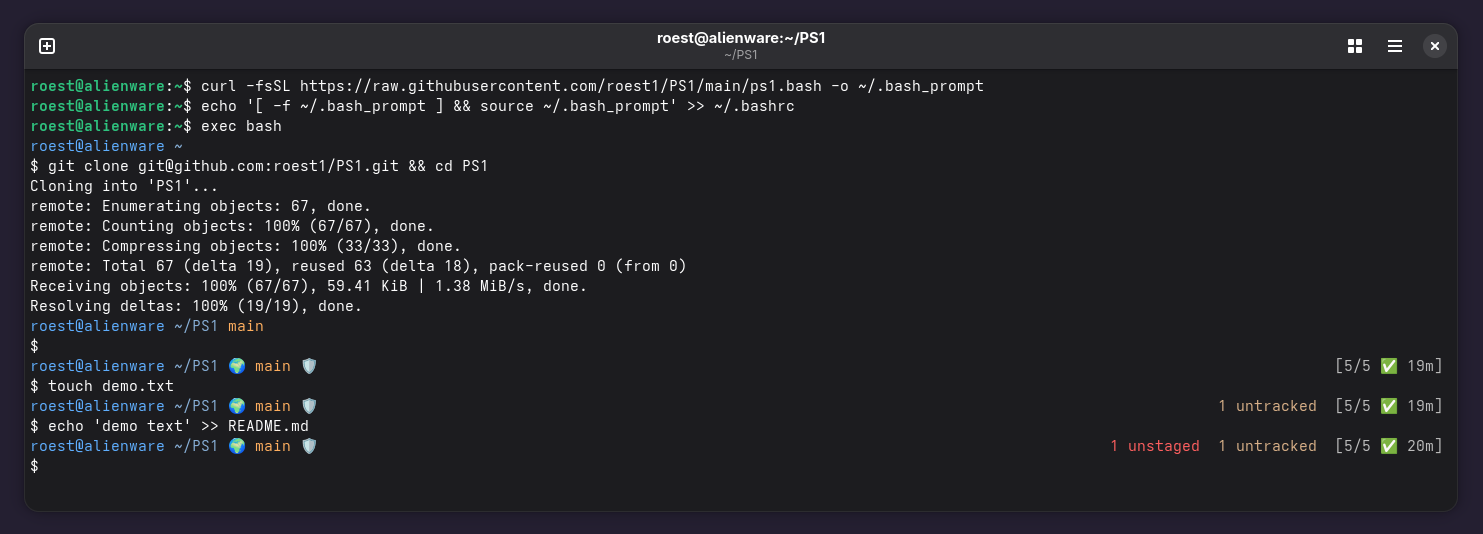 roest@alienware:~/PS1
~/PS1
roest@alienware:~$ curl -fsSL https://raw.githubusercontent.com/roest1/PS1/main/ps1.bash -o ~/.bash_prompt
roest@alienware:~$ echo '[ -f ~/.bash_prompt ] && source ~/.bash_prompt' >> ~/.bashrc
roest@alienware:~$ exec bash
roest@alienware ~
$ git clone git@github.com:roest1/PS1.git && cd PS1
Cloning into 'PS1'...
remote: Enumerating objects: 67, done.
remote: Counting objects: 100% (67/67), done.
remote: Compressing objects: 100% (33/33), done.
remote: Total 67 (delta 19), reused 63 (delta 18), pack-reused 0 (from 0)
Receiving objects: 100% (67/67), 59.41 KiB | 1.38 MiB/s, done.
Resolving deltas: 100% (19/19), done.
roest@alienware ~/PS1 main
$
roest@alienware ~/PS1 🌍 main 🛡️ [5/5 ✅ 19m]
$ touch demo.txt
roest@alienware ~/PS1 🌍 main 🛡️ 1 untracked [5/5 ✅ 19m]
$ echo 'demo text' >> README.md
roest@alienware ~/PS1 🌍 main 🛡️ 1 unstaged 1 untracked [5/5 ✅ 20m]
$